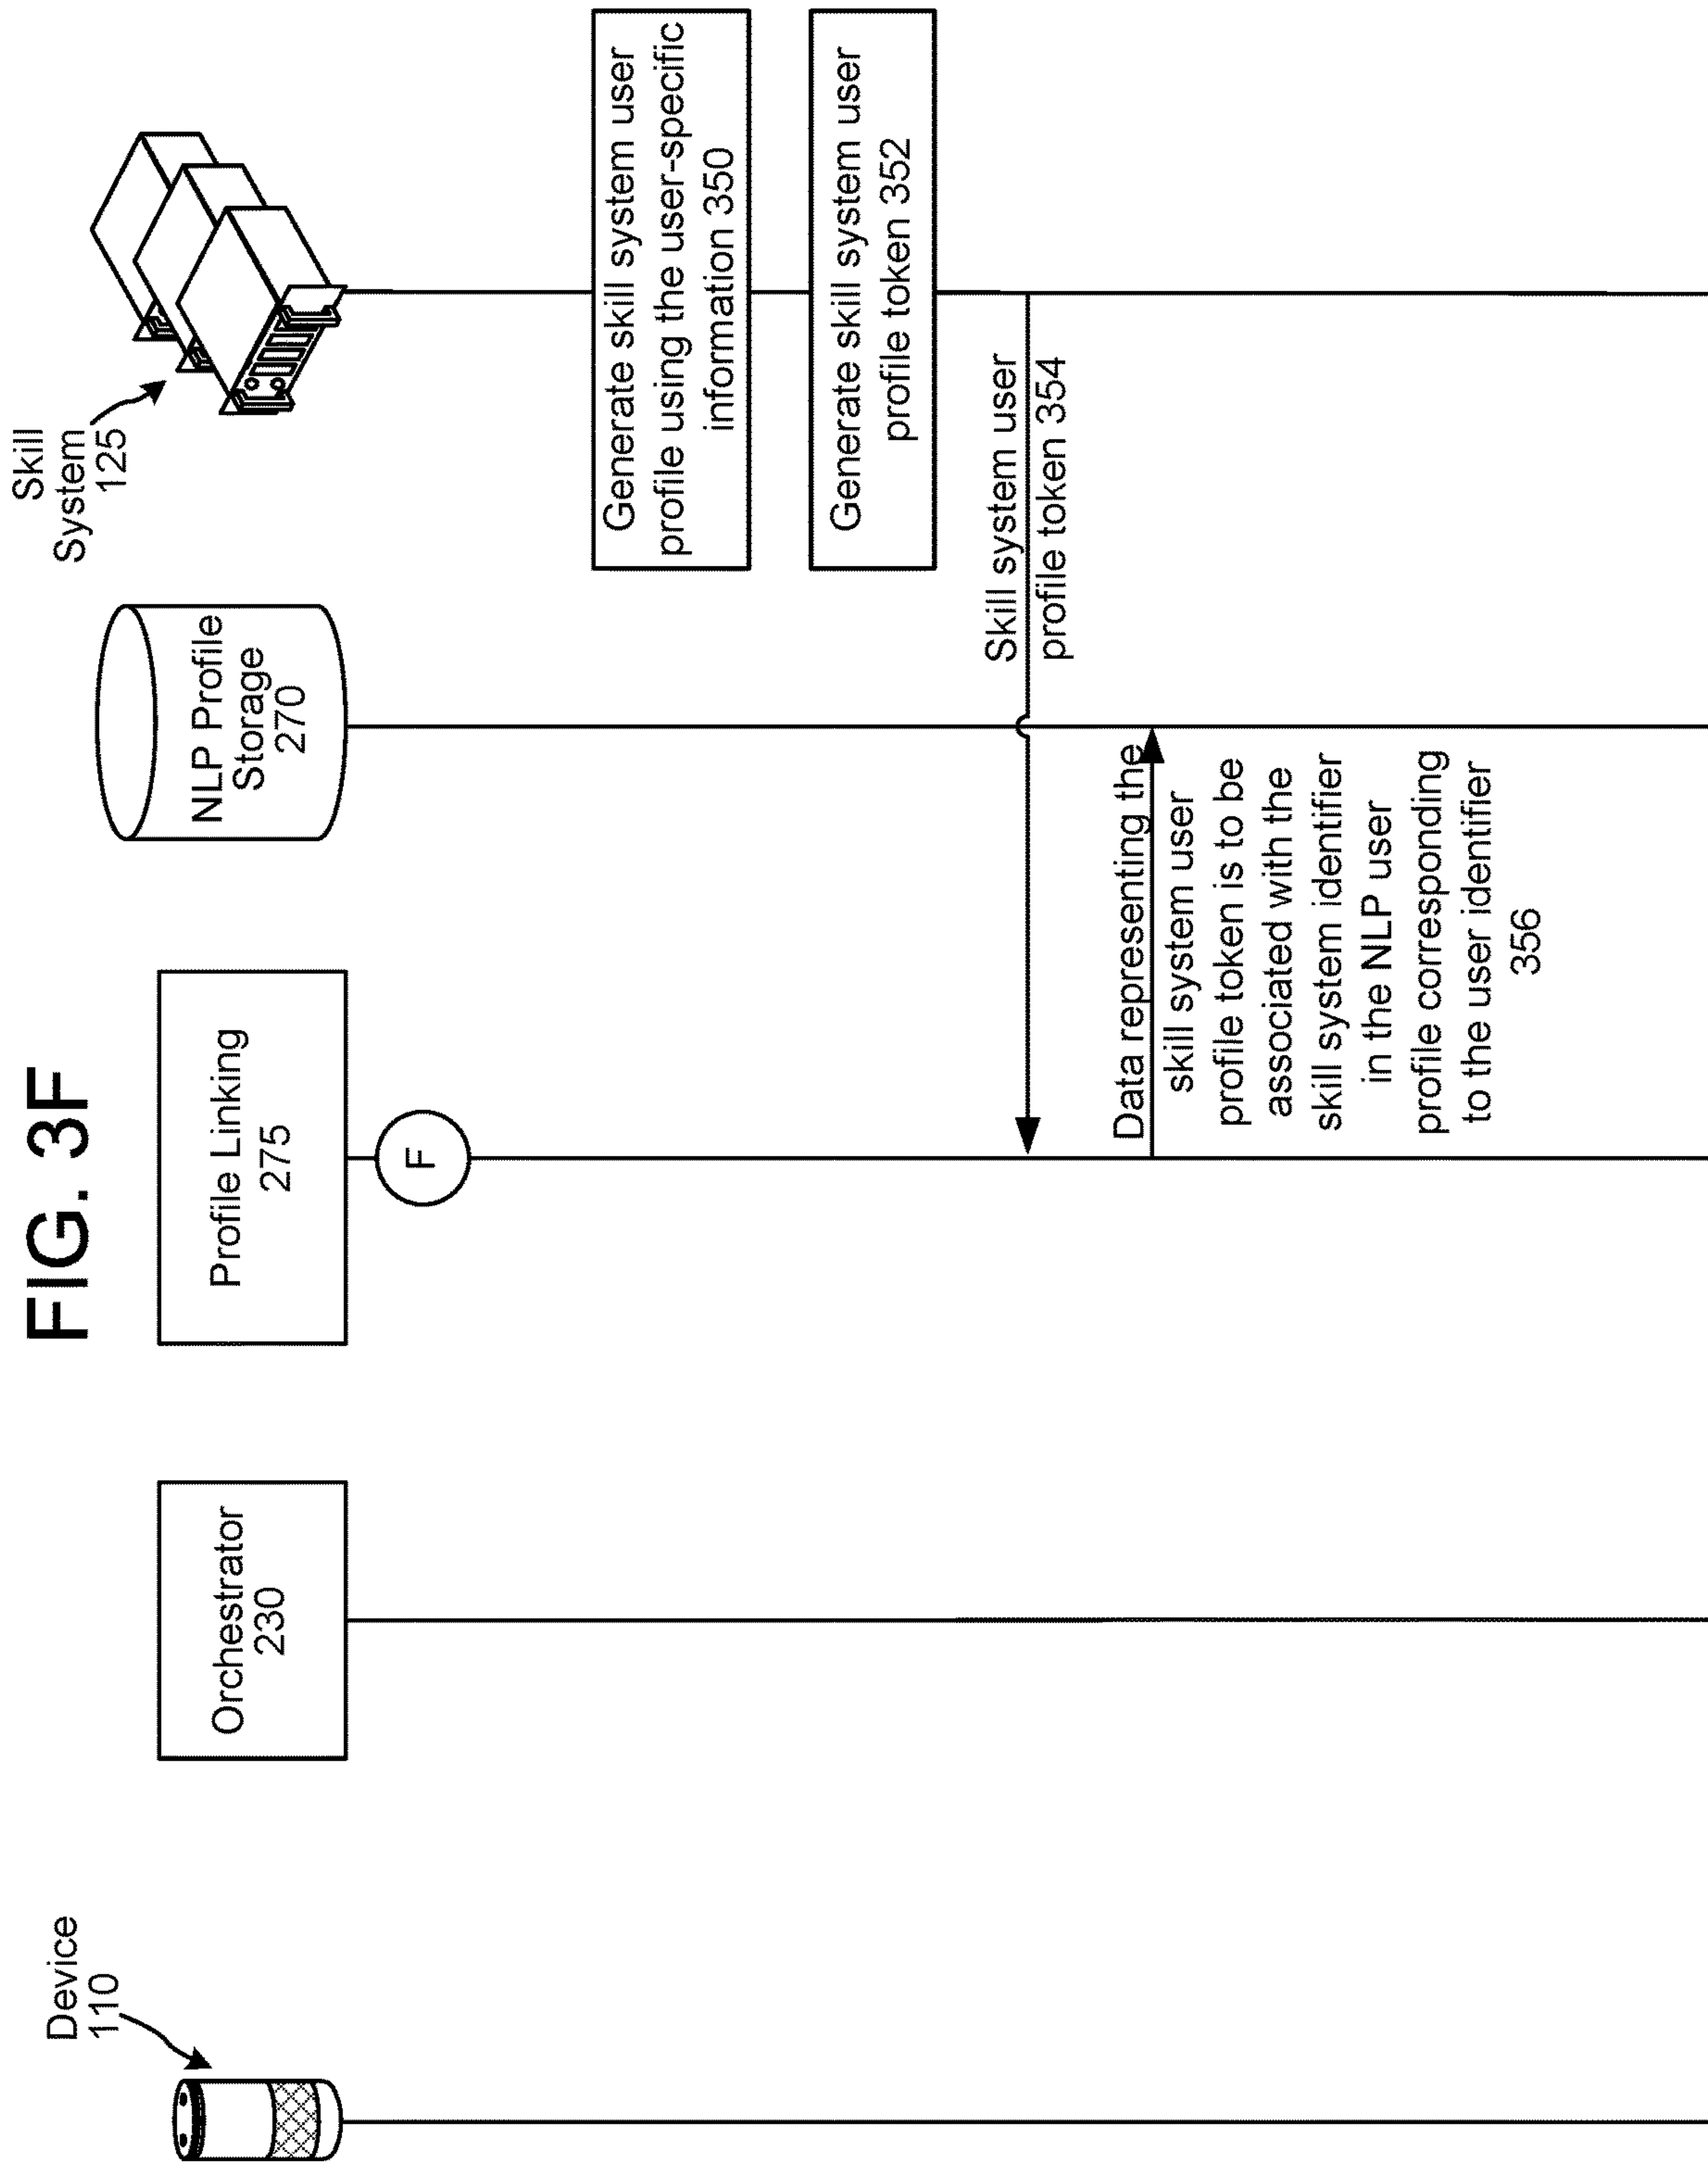 FIG. 3F
Device
110
Orchestrator
230
Profile Linking
275
NLP Profile
Storage
270
Skill
System
125
F
Generate skill system user
profile using the user-specific
information 350
Generate skill system user
profile token 352
Skill system user
profile token 354
Data representing the
skill system user
profile token is to be
associated with the
skill system identifier
in the NLP user
profile corresponding
to the user identifier
356